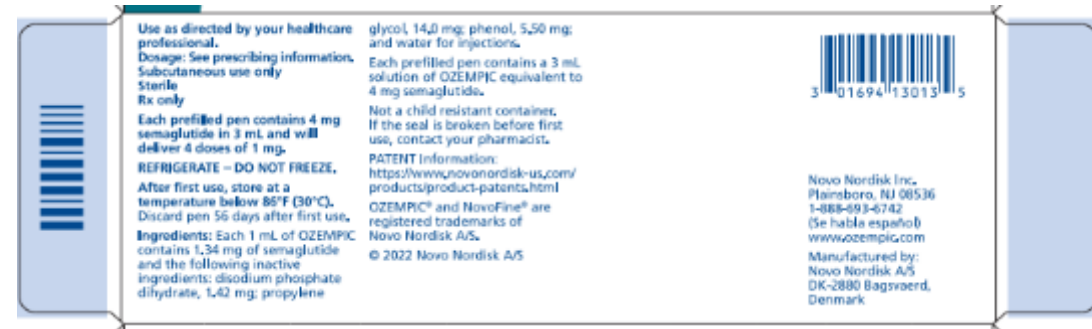 Use as directed by your healthcare
professional.
Dosage: See prescribing information.
Subcutaneous use only
Sterile
Rx only
Each prefilled pen contains 4 mg
semaglutide in 3 mL and will
deliver 4 doses of 1 mg.
REFRIGERATE – DO NOT FREEZE.
After first use, store at a
temperature below 86°F (30°C).
Discard pen 56 days after first use.
Ingredients: Each 1 mL of OZEMPIC
contains 1.34 mg of semaglutide
and the following inactive
ingredients: disodium phosphate
dihydrate, 1.42 mg; propylene
glycol, 14.0 mg; phenol, 5.50 mg;
and water for injections.
Each prefilled pen contains a 3 mL
solution of OZEMPIC equivalent to
4 mg semaglutide.
Not a child resistant container.
If the seal is broken before first
use, contact your pharmacist.
PATENT Information:
https://www.novonordisk-us.com/
products/product-patents.html
OZEMPIC® and NovoFine® are
registered trademarks of
Novo Nordisk A/S.
© 2022 Novo Nordisk A/S
3 01694 13013 5
Novo Nordisk Inc.
Plainsboro, NJ 08536
1-888-693-6742
(Se habla español)
www.ozempic.com
Manufactured by:
Novo Nordisk A/S
DK-2880 Bagsvaerd,
Denmark